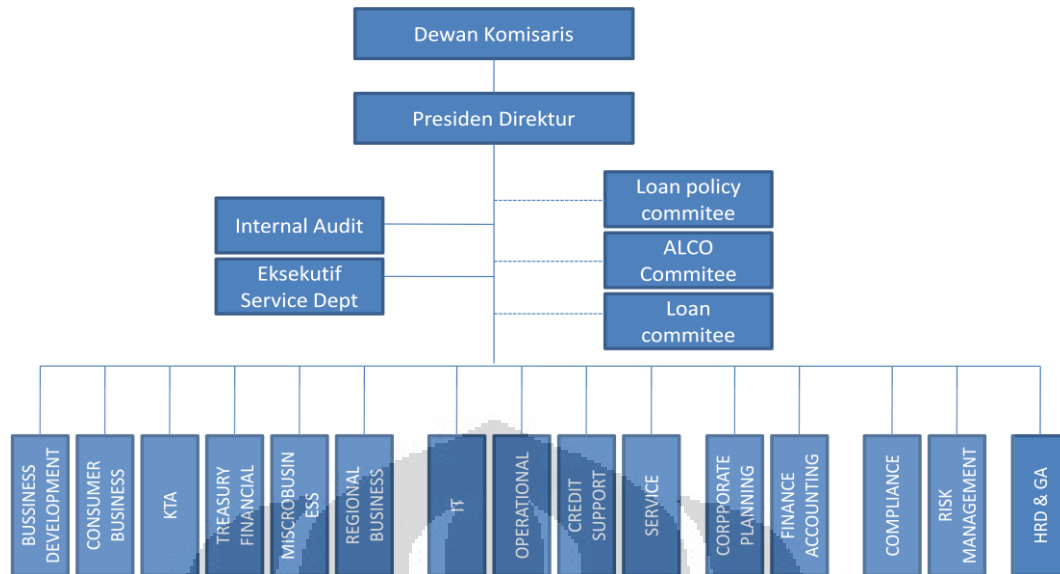 Dewan Komisaris
Presiden Direktur
Loan policy
commitee
Internal Audit
ALCO
Commitee
Eksekutif
Service Dept
Loan
commitee
BUSSINESS
DEVELOPMENT
CONSUMER
BUSINESS
KTA
TREASURY
FINANCIAL
MISCROBUSIN
ESS
REGIONAL
BUSINESS
IT
OPERATIONAL
CREDIT
SUPPORT
SERVICE
CORPPORATE
PLANNING
FINANCE
ACCOUNTING
COMPLIANCE
RISK
MANAGEMENT
HRD & GA